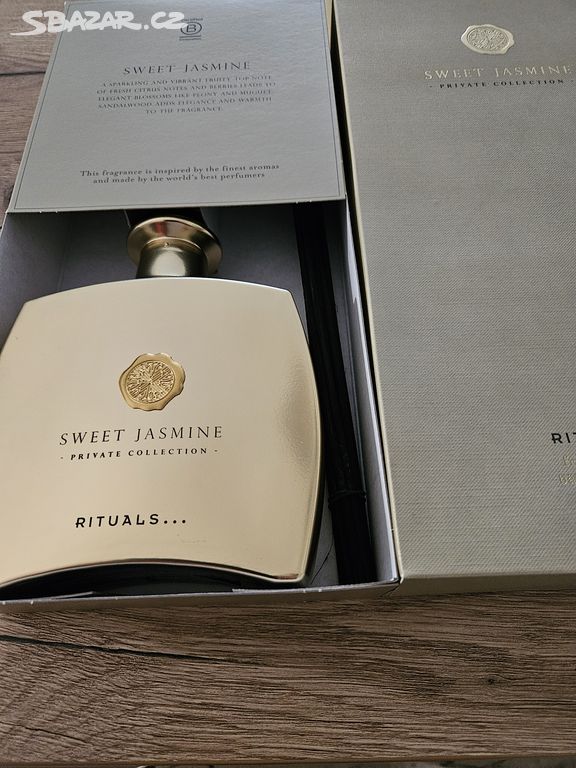 SBAZAR.CZ
B
SWEET JASMINE
A SPARKLING AND VIBRANT FRUITY TOP NOTE
OF FRESH CITRUS NOTES AND BERRIES LEADS TO
ELEGANT BLOSSOMS LIKE PEONY AND MUGUET.
SANDALWOOD ADDS ELEGANCE AND WARMTH
TO THE FRAGRANCE.
This fragrance is inspired by the finest aromas
and made by the world's best perfumers
SWEET JASMINE
- PRIVATE COLLECTION -
RITUALS...
SWEET JASMINE
- PRIVATE COLLECTION -
RIT